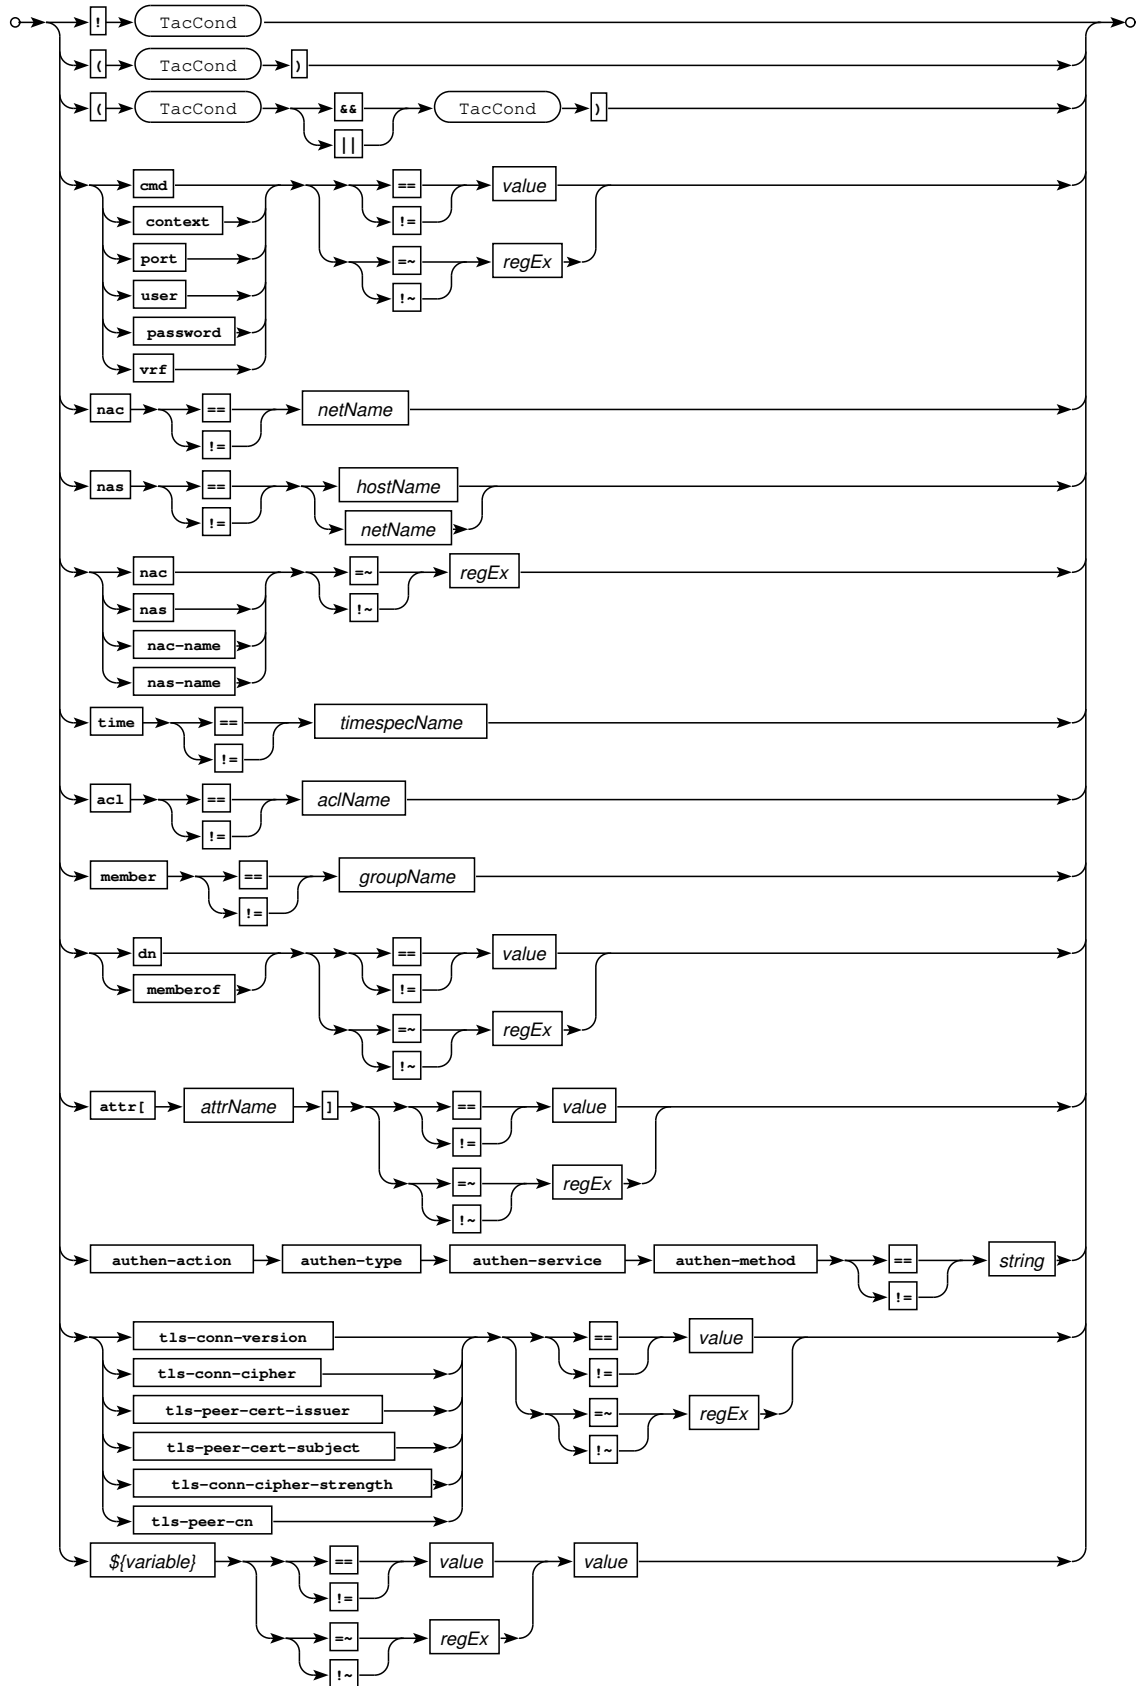 ! TacCond
( TacCond )
( TacCond && TacCond )
||
cmd == value
context !=
port =~ regEx
user !~
password
vrf
nac == netName
!=
nas == hostName
!= netName
nac =~ regEx
nas !~
nac-name
nas-name
time == timespecName
!=
acl == aclName
!=
member == groupName
!=
dn == value
memberof !=
=~ regEx
!~
attr[ attrName ] == value
!=
=~ regEx
!~
authen-action authen-type authen-service authen-method == string
!=
tls-conn-version == value
tls-conn-cipher !=
tls-peer-cert-issuer =~ regEx
tls-peer-cert-subject !~
tls-conn-cipher-strength
tls-peer-cn
${variable} == value value
!=
=~ regEx
!~